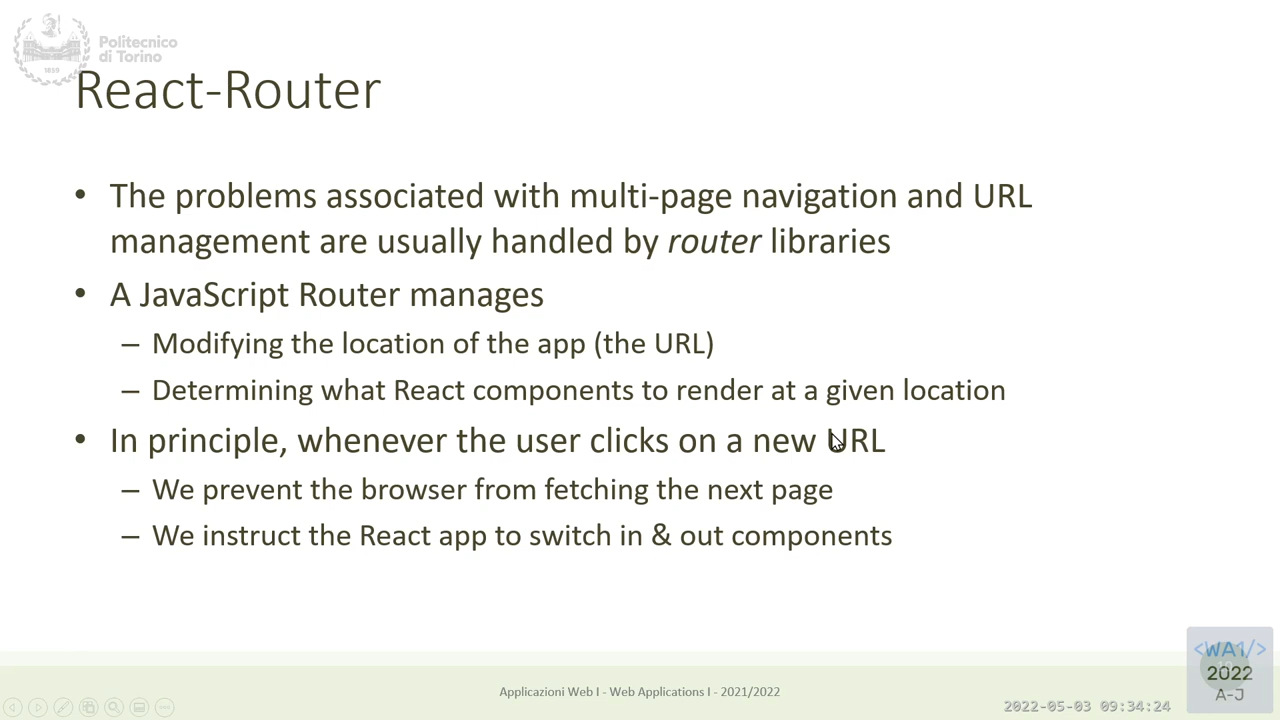 Politecnico
di Torino
1859
React-Router
• The problems associated with multi-page navigation and URL
management are usually handled by router libraries
• A JavaScript Router manages
– Modifying the location of the app (the URL)
– Determining what React components to render at a given location
• In principle, whenever the user clicks on a new URL
– We prevent the browser from fetching the next page
– We instruct the React app to switch in & out components
Applicazioni Web I - Web Applications I - 2021/2022
2022-05-03 09:34:24
<WA1/>
2022
A-J